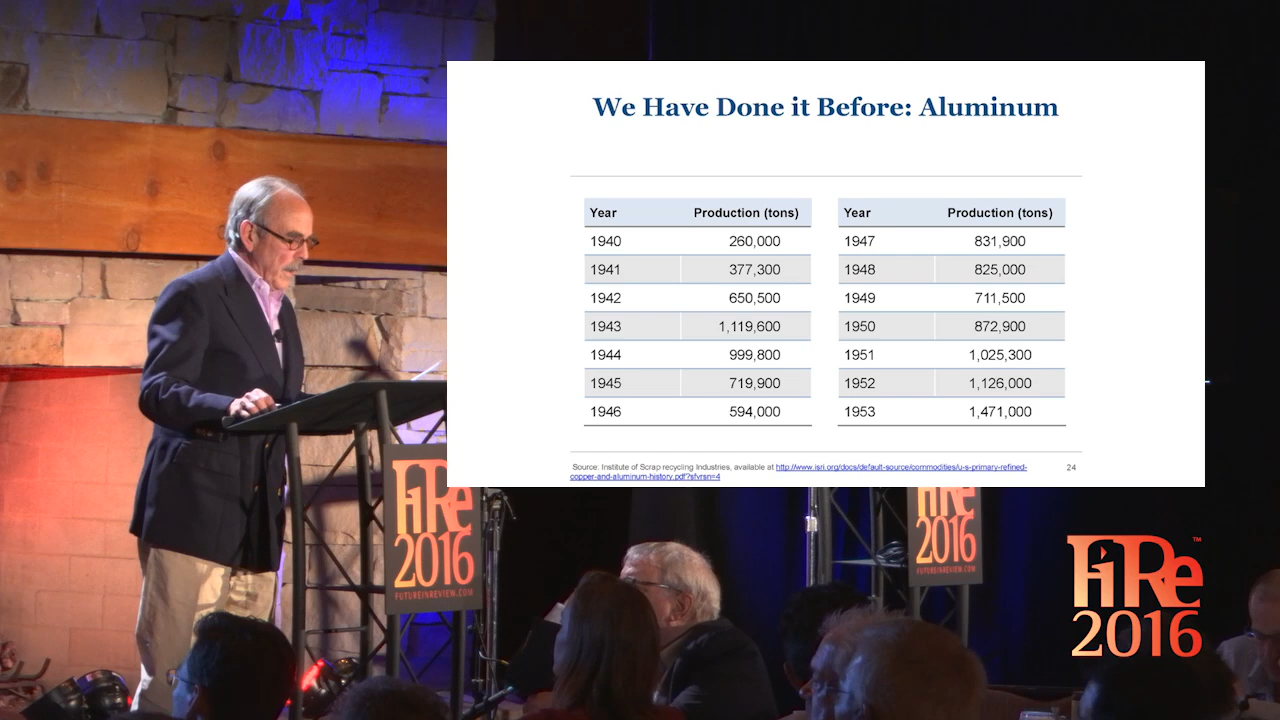 We Have Done it Before: Aluminum
Year Production (tons)
1940 260,000
1941 377,300
1942 650,500
1943 1,119,600
1944 999,800
1945 719,900
1946 594,000
Year Production (tons)
1947 831,900
1948 825,000
1949 711,500
1950 872,900
1951 1,025,300
1952 1,126,000
1953 1,471,000
Source: Institute of Scrap recycling Industries, available at http://www.isri.org/docs/default-source/commodities/u-s-primary-refined-
copper-and-aluminum-history.pdf?sfvrsn=4
24
FiRe
2016
FUTUREINREVIEW.COM
FiRe
2016
FUTUREINREVIEW.COM
FiRe™
2016